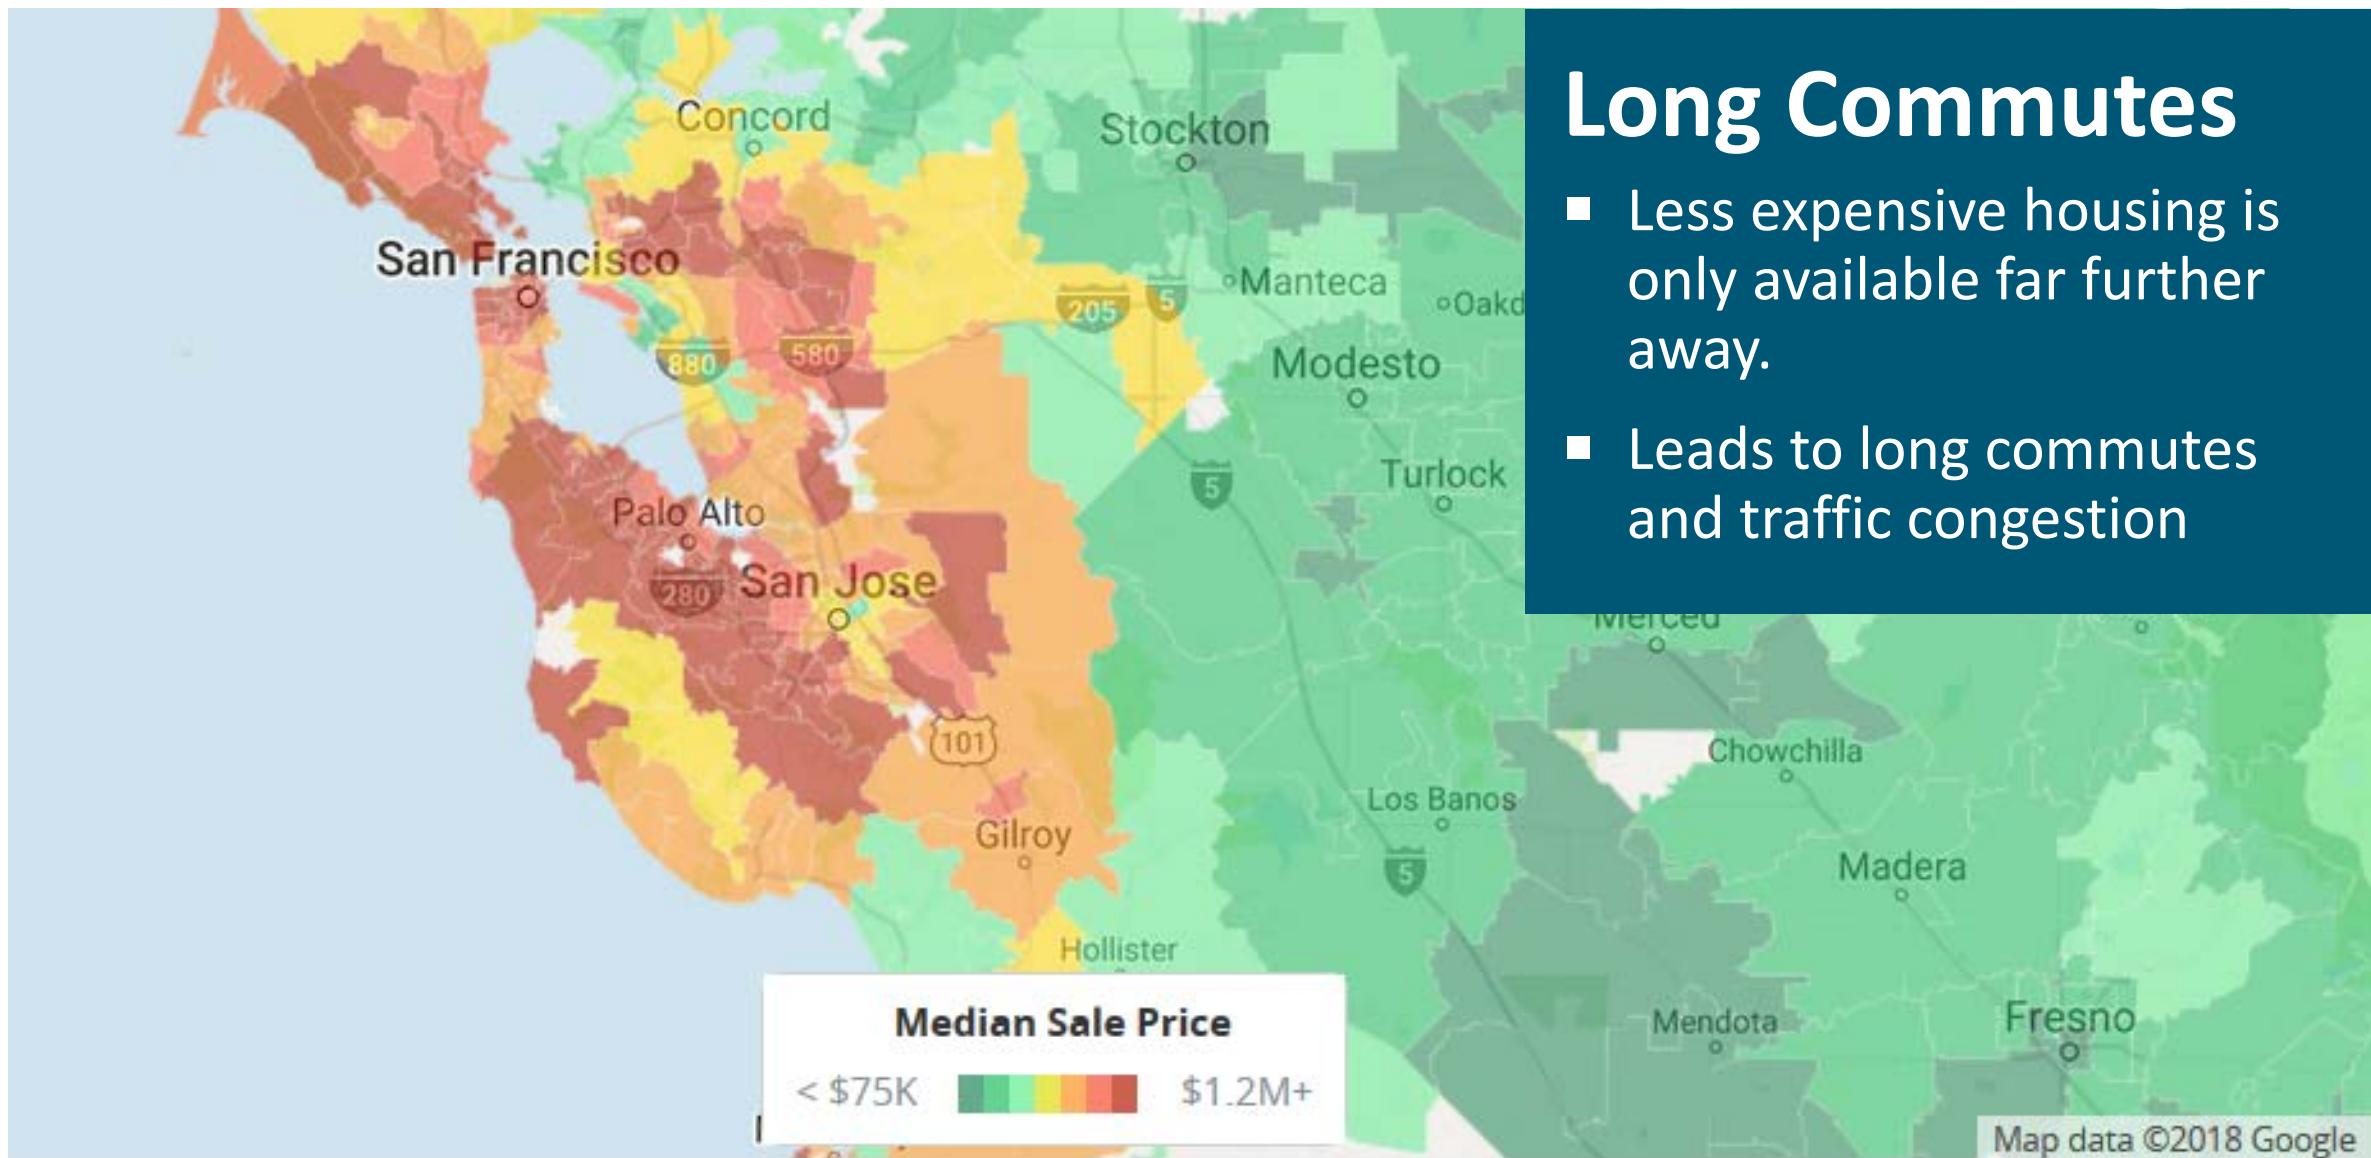 Long Commutes
▪ Less expensive housing is
only available far further
away.
▪ Leads to long commutes
and traffic congestion
Concord
Stockton
San Francisco
Manteca
205
5
880
580
Modesto
Turlock
5
Palo Alto
280
San Jose
Merced
101
Chowchilla
Los Banos
Gilroy
5
Madera
Hollister
Mendota
Fresno
Median Sale Price
< $75K
$1.2M+
Map data ©2018 Google